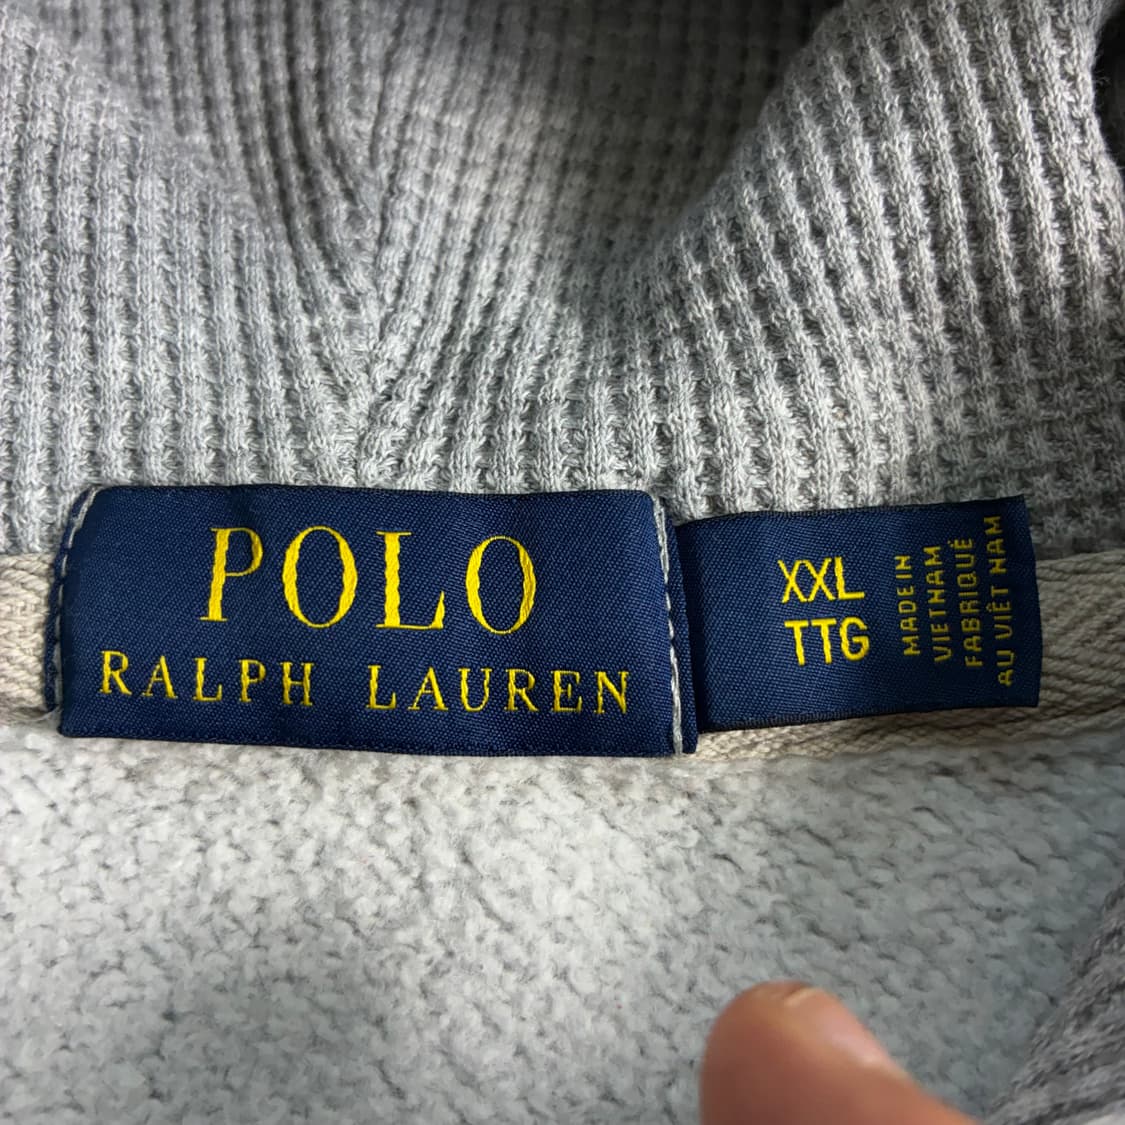 POLO
RALPH LAUREN
XXL
TTG
MADE IN
VIETNAM
FABRIQUÉ
AU VIÊT NAM